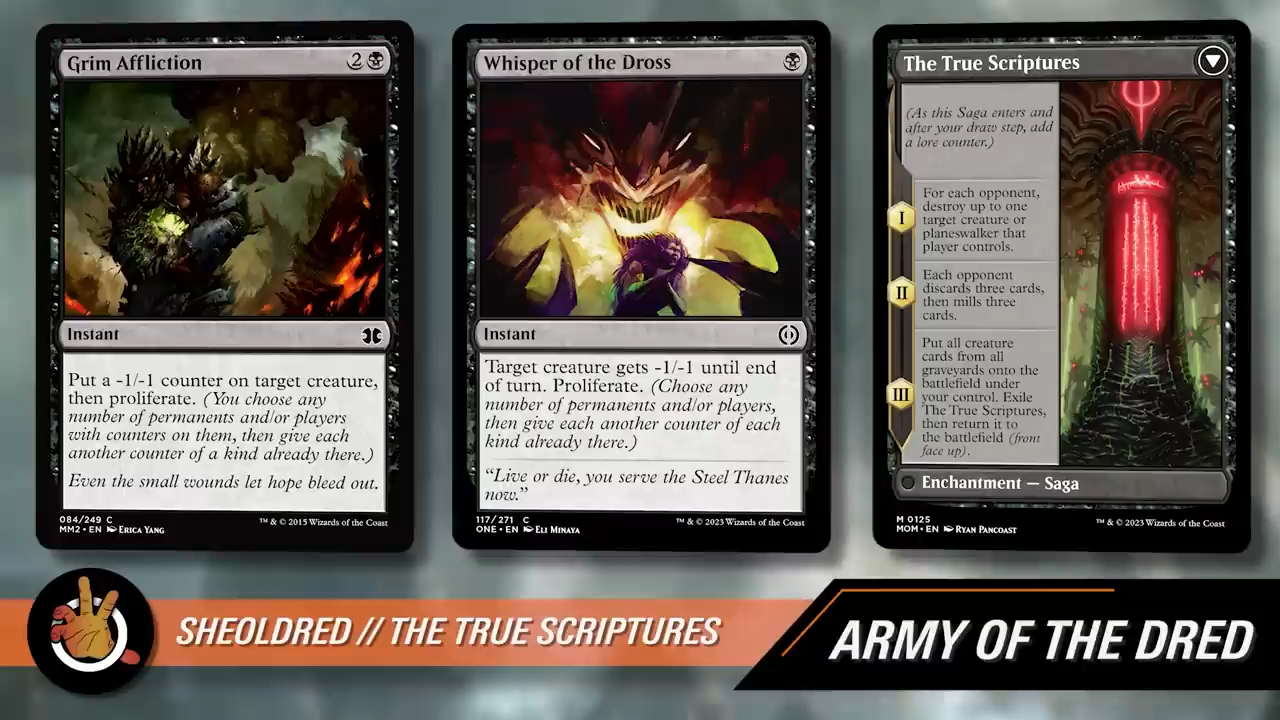 Grim Affliction
2
Instant
Put a -1/-1 counter on target creature,
then proliferate. (You choose any
number of permanents and/or players
with counters on them, then give each
another counter of a kind already there.)
Even the small wounds let hope bleed out.
084/249 C
MM2 • EN Erica Yang
™ & © 2015 Wizards of the Coast
Whisper of the Dross
Instant
Target creature gets -1/-1 until end
of turn. Proliferate. (Choose any
number of permanents and/or players,
then give each another counter of each
kind already there.)
“Live or die, you serve the Steel Thanes
now.”
117/271 C
ONE • EN Eli Minaya
™ & © 2023 Wizards of the Coast
The True Scriptures
(As this Saga enters and
after your draw step, add
a lore counter.)
I
For each opponent,
destroy up to one
target creature or
planeswalker that
player controls.
II
Each opponent
discards three cards,
then mills three
cards.
III
Put all creature
cards from all
graveyards onto the
battlefield under
your control. Exile
The True Scriptures,
then return it to
the battlefield (front
face up).
Enchantment — Saga
M 0125
MOM • EN Ryan Pancoast
™ & © 2023 Wizards of the Coast
SHEOLDRED // THE TRUE SCRIPTURES
ARMY OF THE DRED